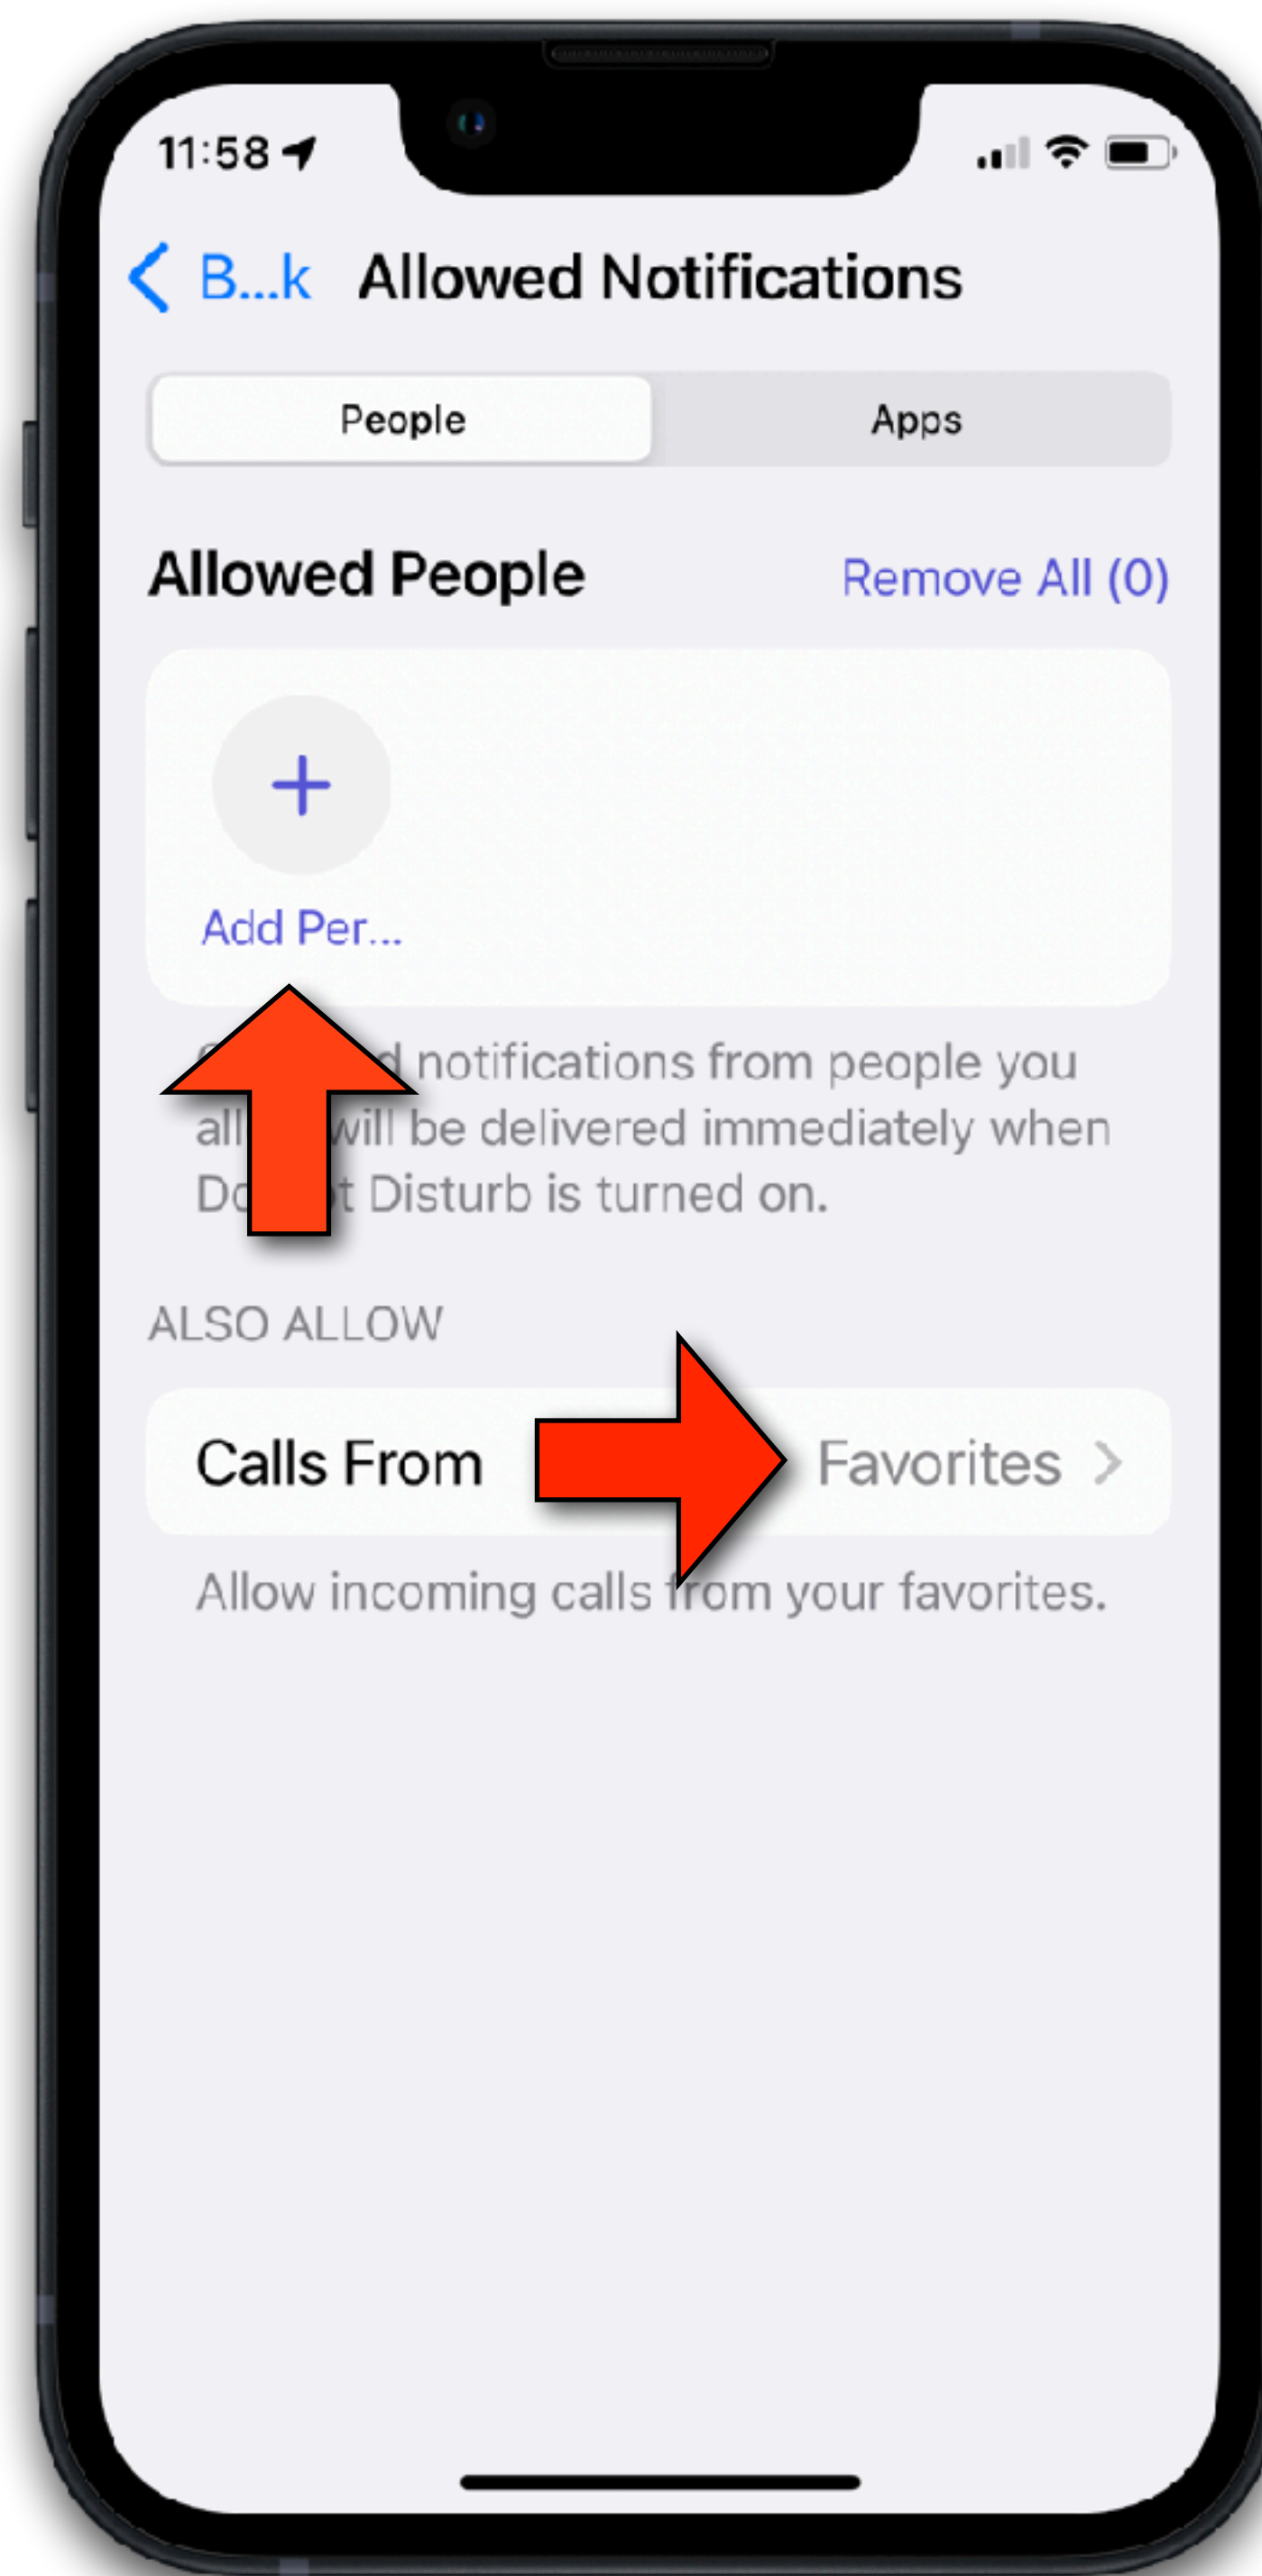 11:58
B...k Allowed Notifications
People Apps
Allowed People Remove All (0)
+
Add Per...
notifications from people you
will be delivered immediately when
Disturb is turned on.
ALSO ALLOW
Calls From Favorites >
Allow incoming calls from your favorites.